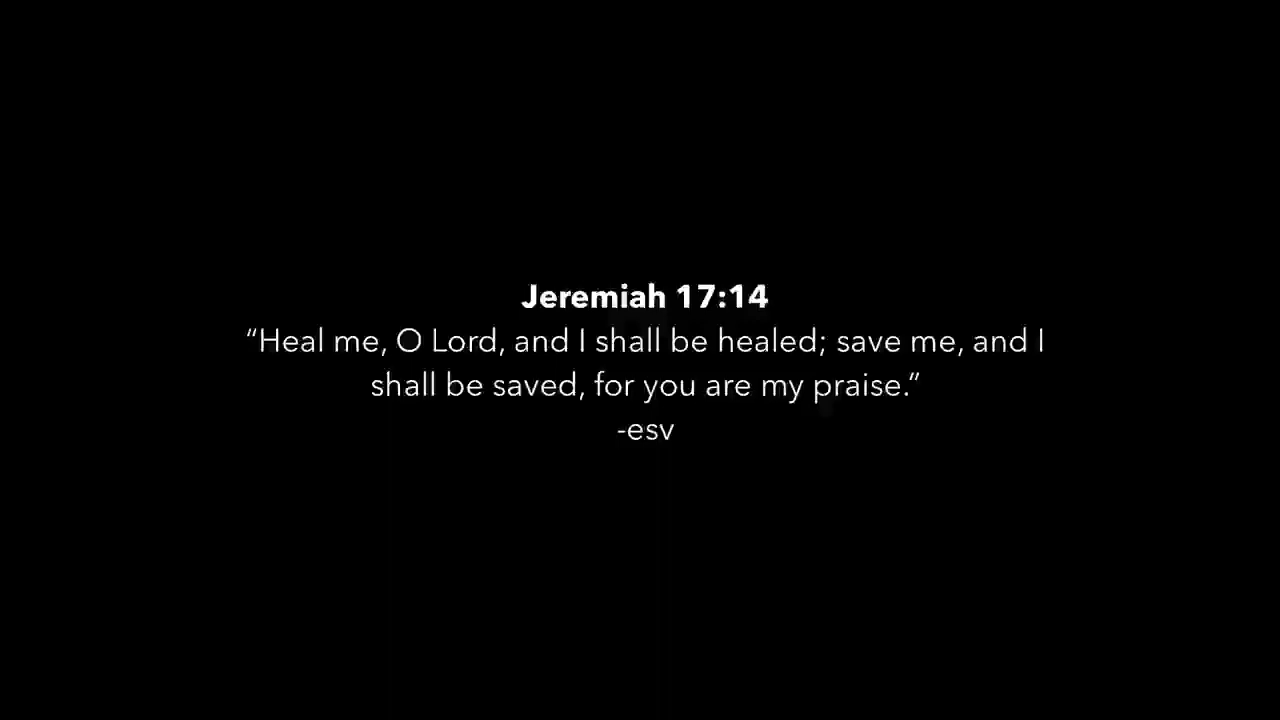 Jeremiah 17:14
“Heal me, O Lord, and I shall be healed; save me, and I
shall be saved, for you are my praise.”
-esv